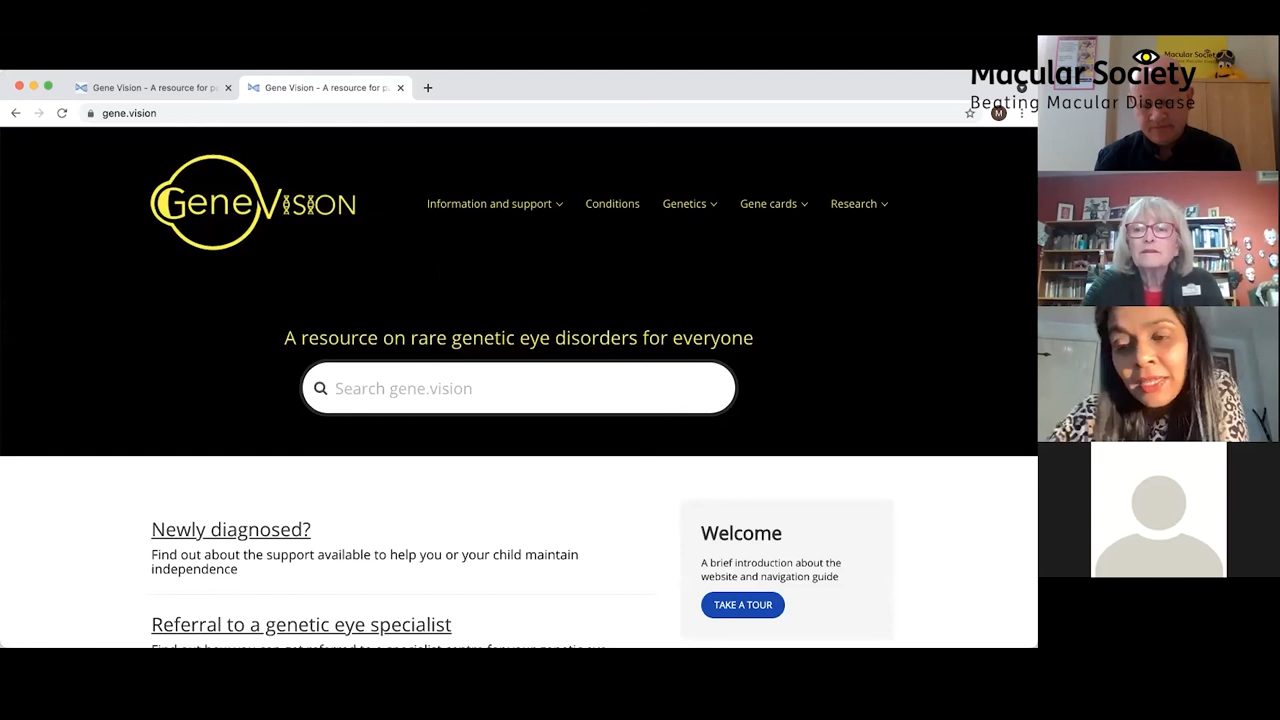 Gene Vision - A resource for p
Gene Vision - A resource for p
gene.vision
M
Macular Society
Beating Macular Disease
Macular Society
GeneVision
Information and support
Conditions
Genetics
Gene cards
Research
A resource on rare genetic eye disorders for everyone
Search gene.vision
Newly diagnosed?
Find out about the support available to help you or your child maintain
independence
Referral to a genetic eye specialist
Welcome
A brief introduction about the
website and navigation guide
TAKE A TOUR